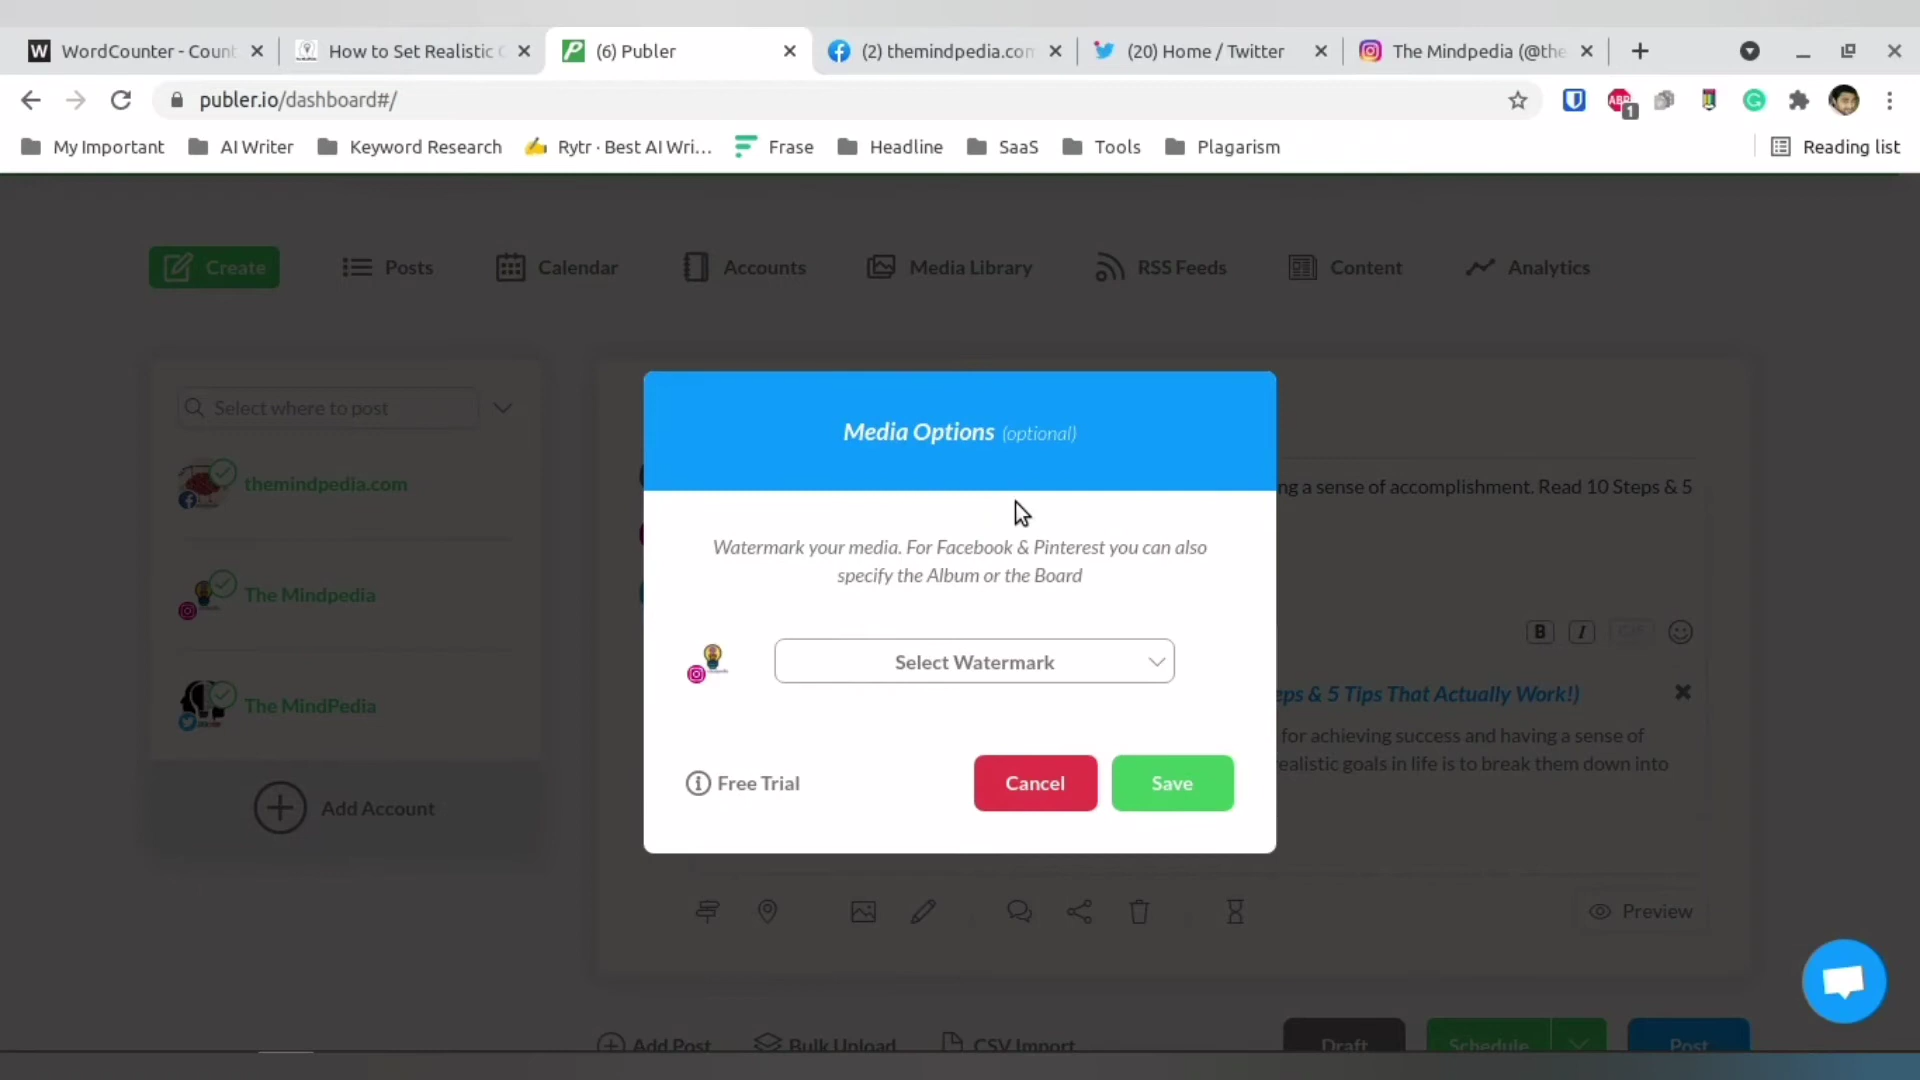 WordCounter - Count
How to Set Realistic G
(6) Publer
(2) themindpedia.com
(20) Home / Twitter
The Mindpedia (@the
publer.io/dashboard#/
ABP
1
My Important
AI Writer
Keyword Research
Rytr · Best AI Wri...
Frase
Headline
SaaS
Tools
Plagarism
Reading list
Create
Posts
Calendar
Accounts
Media Library
RSS Feeds
Content
Analytics
Select where to post
themindpedia.com
The Mindpedia
The MindPedia
Add Account
Media Options (optional)
Watermark your media. For Facebook & Pinterest you can also
specify the Album or the Board
Select Watermark
Free Trial
Cancel
Save
ng a sense of accomplishment. Read 10 Steps & 5
B I GIF
eps & 5 Tips That Actually Work!)
for achieving success and having a sense of
ealistic goals in life is to break them down into
Preview
Add Post
Bulk Upload
CSV Import
Draft
Schedule
Post